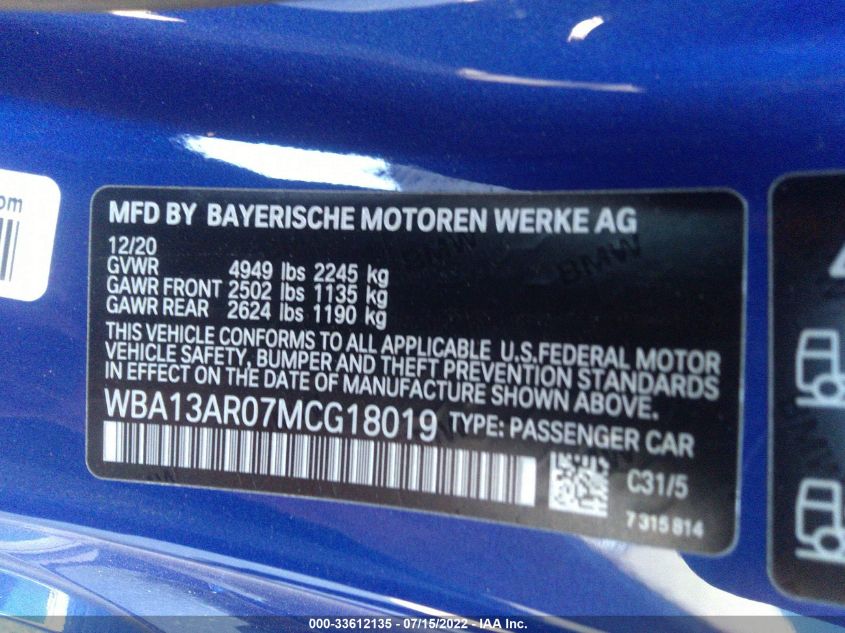 om
MFD BY BAYERISCHE MOTOREN WERKE AG
12/20
GVWR 4949 lbs 2245 kg
GAWR FRONT 2502 lbs 1135 kg
GAWR REAR 2624 lbs 1190 kg
THIS VEHICLE CONFORMS TO ALL APPLICABLE U.S.FEDERAL MOTOR
VEHICLE SAFETY, BUMPER AND THEFT PREVENTION STANDARDS
IN EFFECT ON THE DATE OF MANUFACTURE SHOWN ABOVE.
WBA13AR07MCG18019 TYPE: PASSENGER CAR
C31/5
7 315 814
BMW
BMW
000-33612135 - 07/15/2022 - IAA Inc.